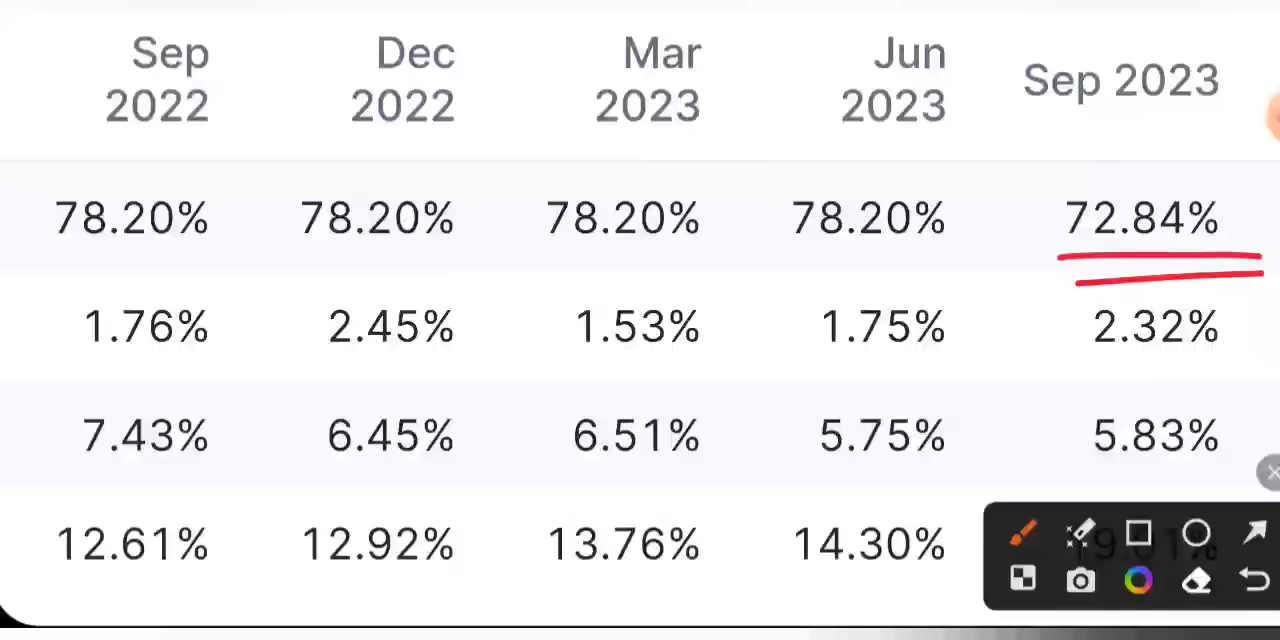 Sep 2022 Dec 2022 Mar 2023 Jun 2023 Sep 2023
78.20% 78.20% 78.20% 78.20% 72.84%
1.76% 2.45% 1.53% 1.75% 2.32%
7.43% 6.45% 6.51% 5.75% 5.83%
12.61% 12.92% 13.76% 14.30%